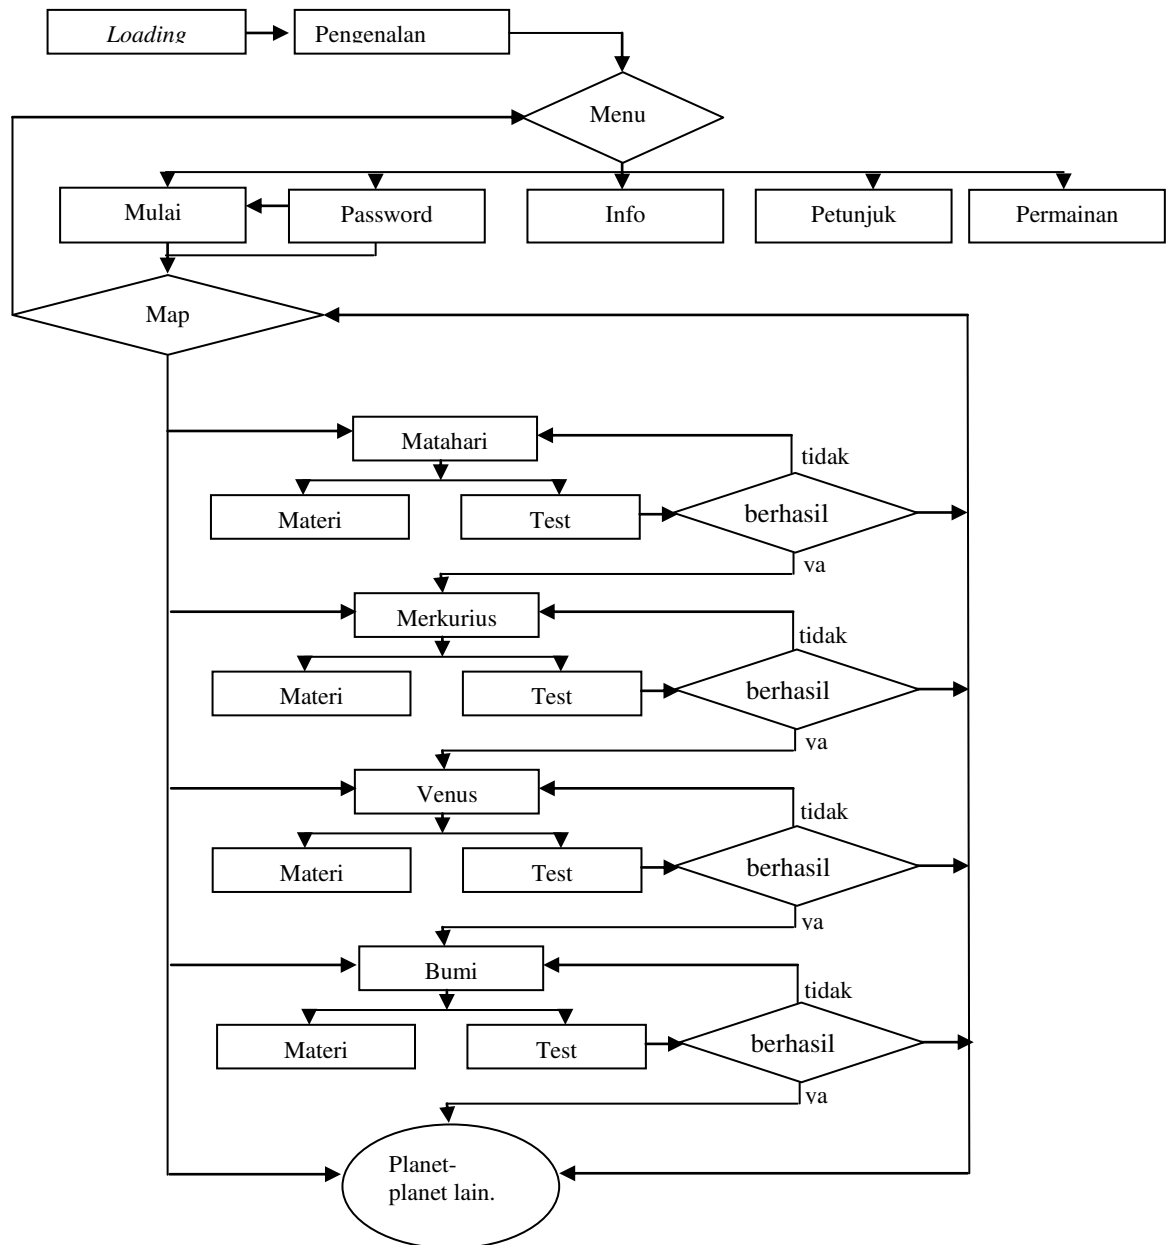 Loading
Pengenalan
Menu
Mulai
Password
Info
Petunjuk
Permainan
Map
Matahari
tidak
Materi
Test
berhasil
ya
Merkurius
tidak
Materi
Test
berhasil
ya
Venus
tidak
Materi
Test
berhasil
ya
Bumi
tidak
Materi
Test
berhasil
ya
Planet-
planet lain.